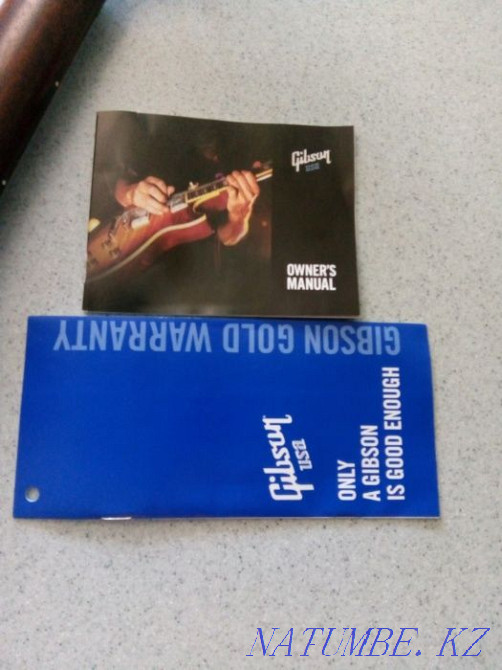 Gibson
USA
OWNER'S
MANUAL
GIBSON GOLD WARRANTY
Gibson
USA
ONLY
A GIBSON
IS GOOD ENOUGH
NATUMBE. KZ